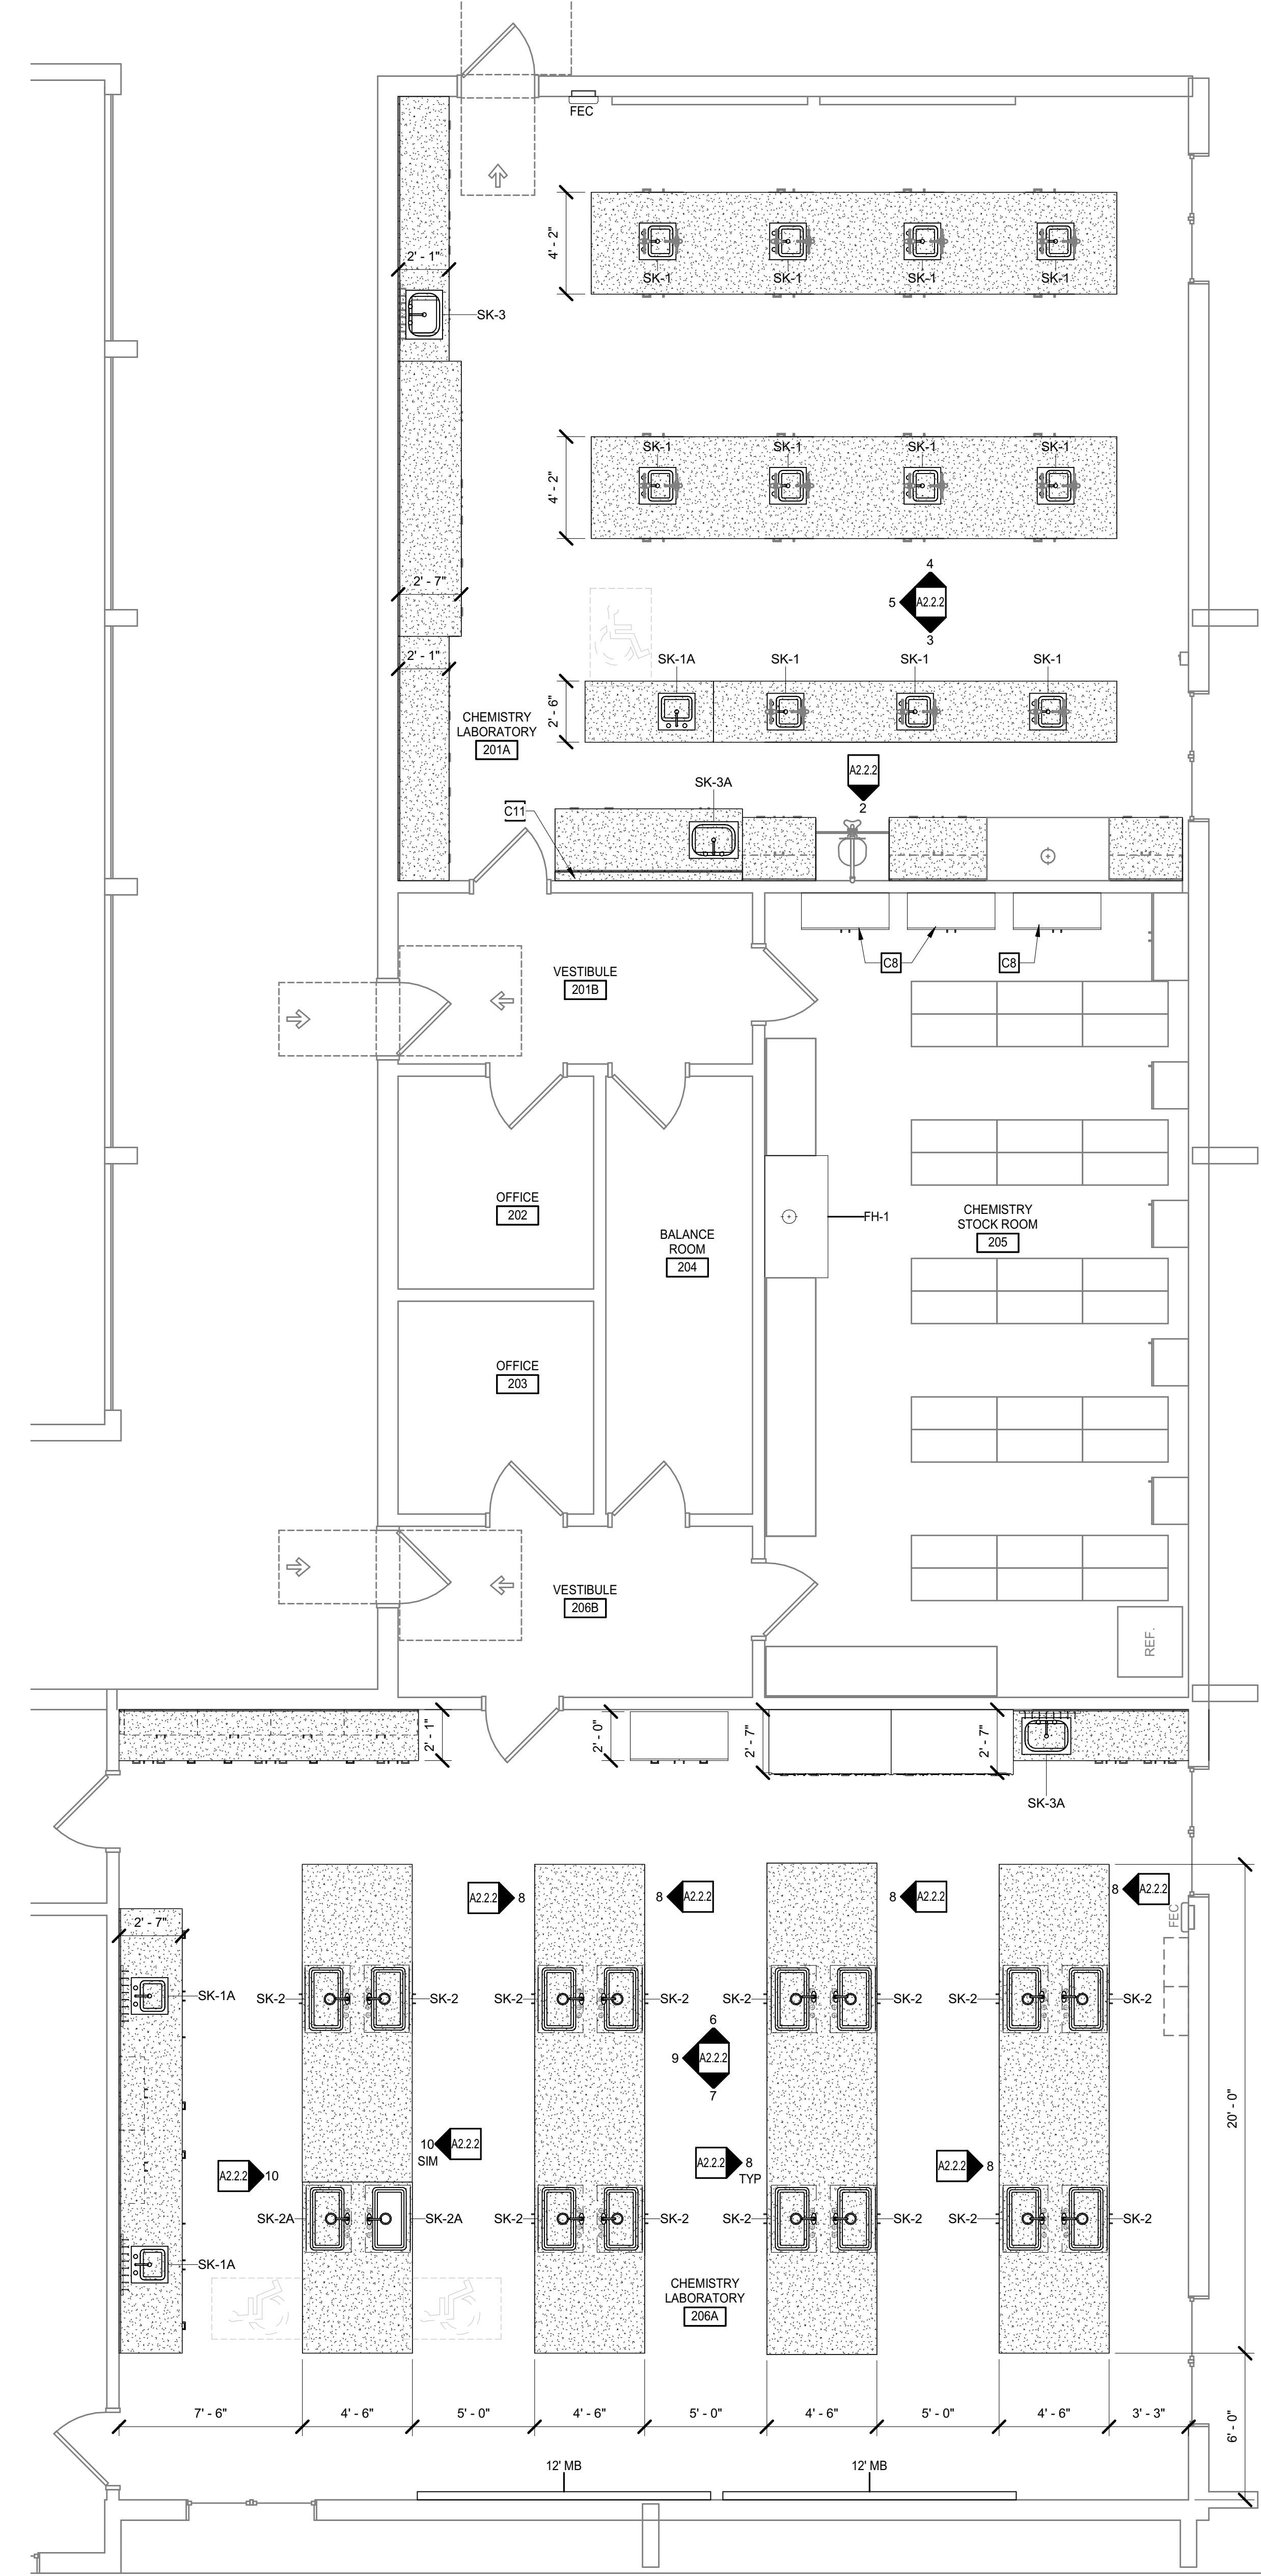 FEC
4' - 2"
SK-1
SK-1
SK-1
SK-1
2' - 1"
SK-3
SK-1
SK-1
SK-1
SK-1
4' - 2"
2' - 7"
4
5
A2.2.2
3
2' - 1"
SK-1A
SK-1
SK-1
SK-1
2' - 6"
CHEMISTRY
LABORATORY
201A
A2.2.2
2
SK-3A
C11
C8
C8
VESTIBULE
201B
OFFICE
202
BALANCE
ROOM
204
FH-1
CHEMISTRY
STOCK ROOM
205
OFFICE
203
VESTIBULE
206B
REF.
2' - 1"
2' - 0"
2' - 7"
2' - 7"
SK-3A
A2.2.2
8
8
A2.2.2
8
A2.2.2
8
A2.2.2
FEC
2' - 7"
SK-1A
SK-2
SK-2
SK-2
SK-2
SK-2
SK-2
SK-2
SK-2
6
9
A2.2.2
7
20' - 0"
10
A2.2.2
SIM
A2.2.2
10
A2.2.2
8
TYP
A2.2.2
8
SK-2A
SK-2A
SK-2
SK-2
SK-2
SK-2
SK-2
SK-2
SK-1A
CHEMISTRY
LABORATORY
206A
7' - 6"
4' - 6"
5' - 0"
4' - 6"
5' - 0"
4' - 6"
5' - 0"
4' - 6"
3' - 3"
6' - 0"
12' MB
12' MB